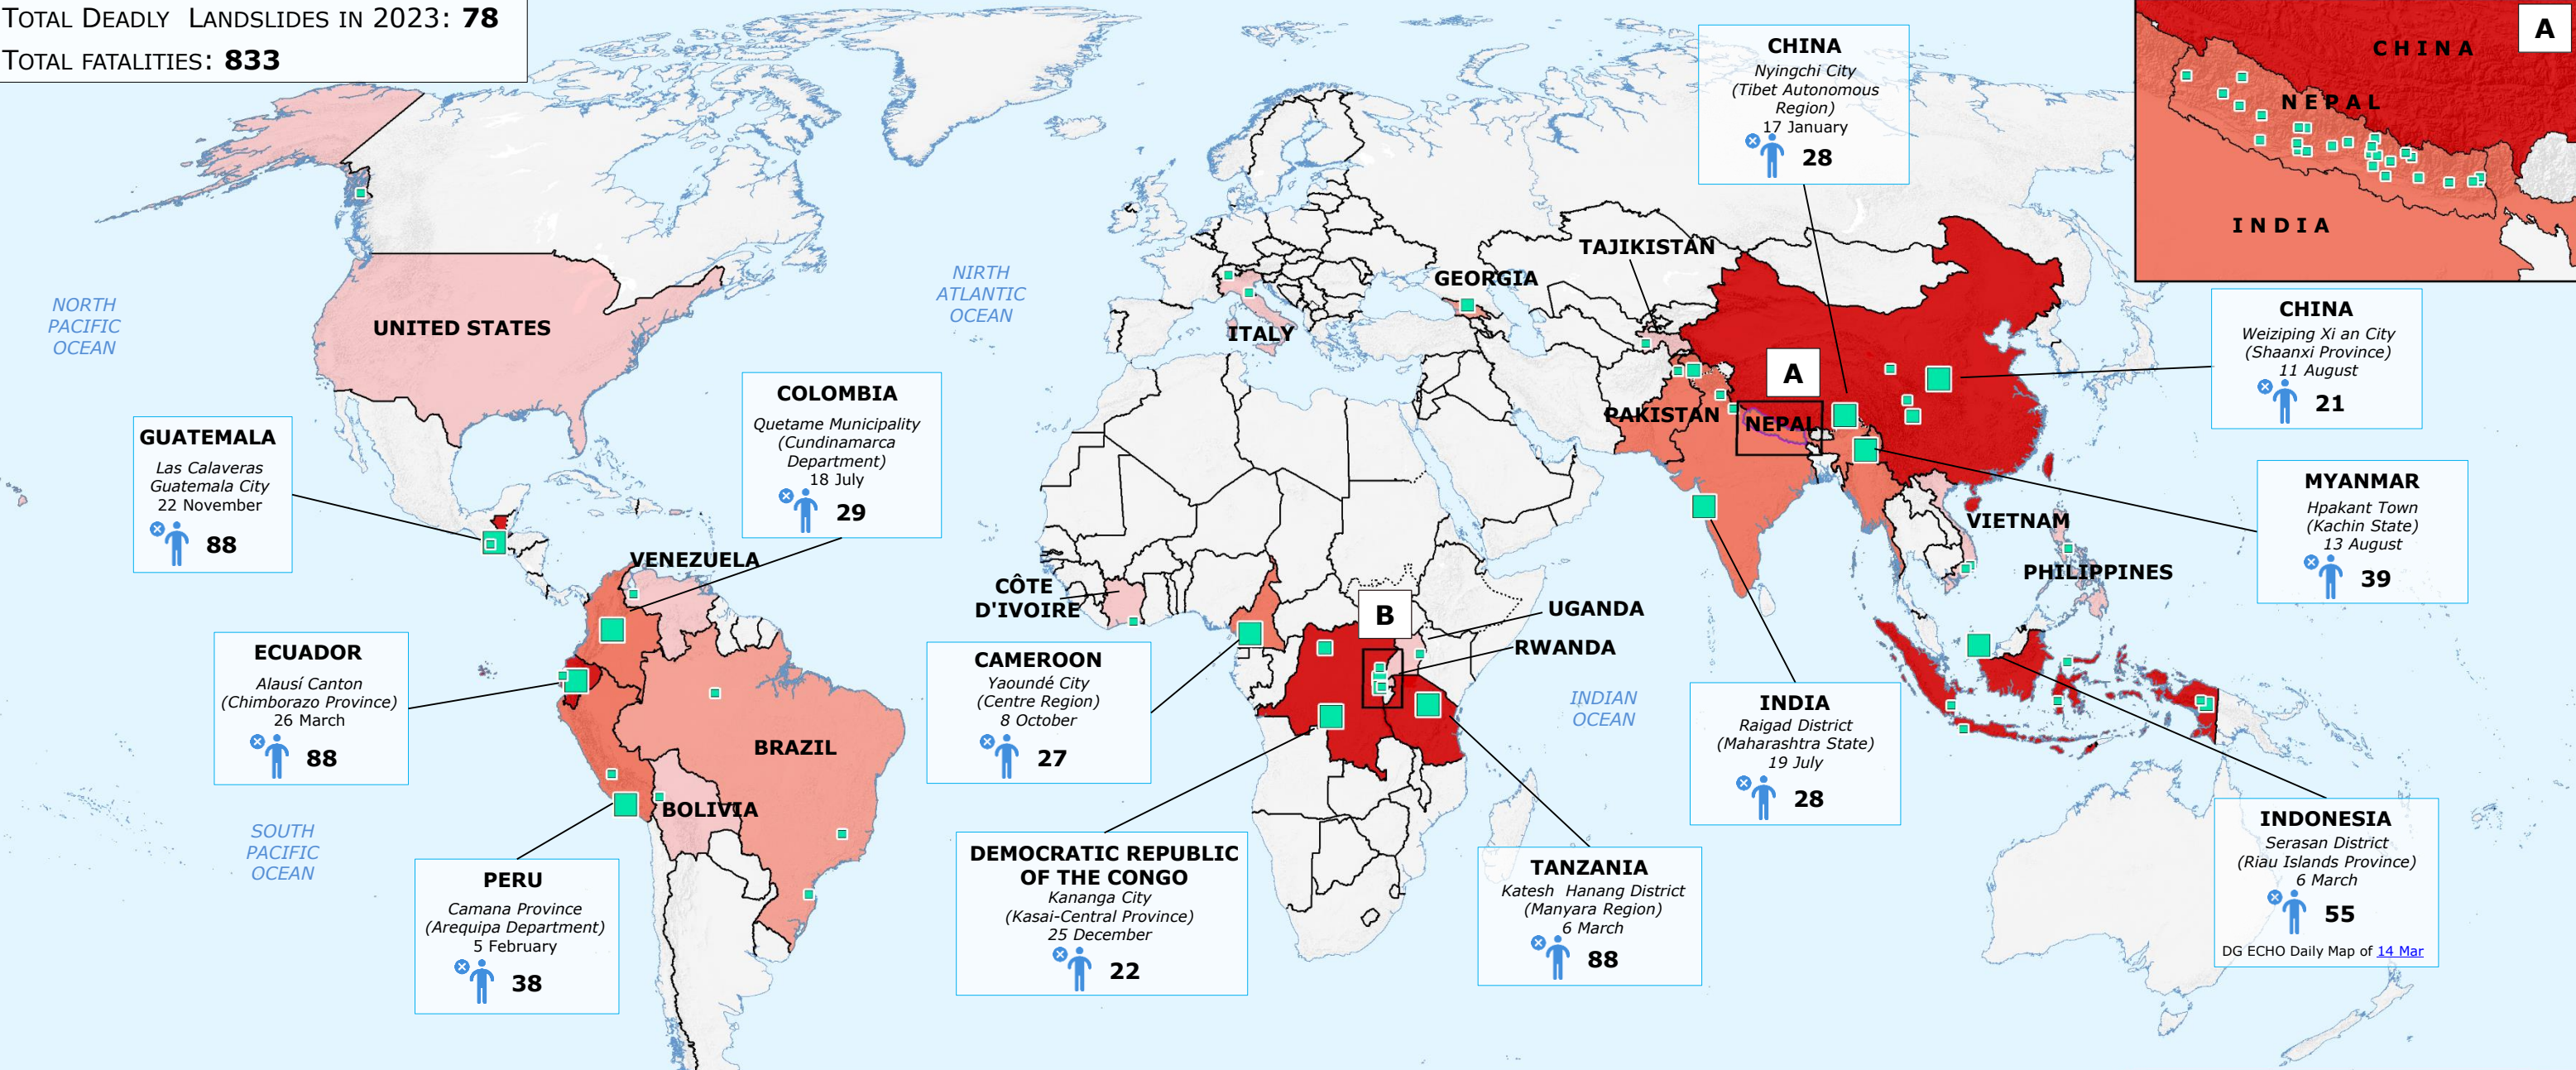 TOTAL DEADLY LANDSLIDES IN 2023: 78
TOTAL FATALITIES: 833
CHINA
Nyingchi City
(Tibet Autonomous
Region)
17 January
28
A
CHINA
NEPAL
INDIA
NORTH
PACIFIC
OCEAN
UNITED STATES
NIRTH
ATLANTIC
OCEAN
ITALY
GEORGIA
TAJIKISTAN
PAKISTAN
A
NEPAL
CHINA
Weiziping Xi an City
(Shaanxi Province)
11 August
21
GUATEMALA
Las Calaveras
Guatemala City
22 November
88
COLOMBIA
Quetame Municipality
(Cundinamarca
Department)
18 July
29
MYANMAR
Hpakant Town
(Kachin State)
13 August
39
VIETNAM
PHILIPPINES
VENEZUELA
CÔTE
D'IVOIRE
B
UGANDA
RWANDA
INDIAN
OCEAN
ECUADOR
Alausí Canton
(Chimborazo Province)
26 March
88
BRAZIL
BOLIVIA
CAMEROON
Yaoundé City
(Centre Region)
8 October
27
INDIA
Raigad District
(Maharashtra State)
19 July
28
SOUTH
PACIFIC
OCEAN
PERU
Camana Province
(Arequipa Department)
5 February
38
DEMOCRATIC REPUBLIC
OF THE CONGO
Kananga City
(Kasai-Central Province)
25 December
22
TANZANIA
Katesh Hanang District
(Manyara Region)
6 March
88
INDONESIA
Serasan District
(Riau Islands Province)
6 March
55
DG ECHO Daily Map of 14 Mar